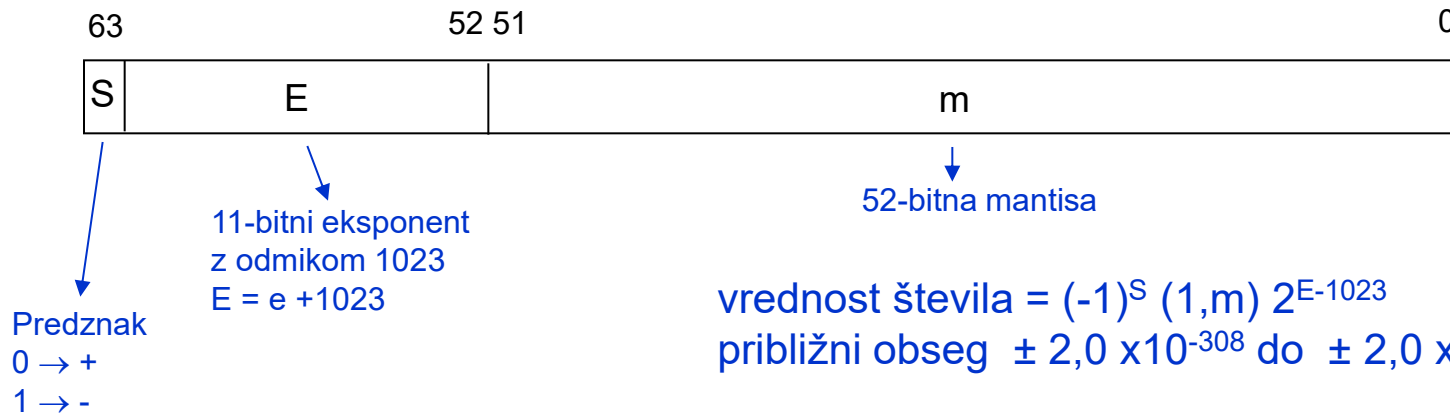 63 52 51 0
S E m
52-bitna mantisa
11-bitni eksponent
z odmikom 1023
E = e +1023
vrednost števila = (-1)^S (1,m) 2^E-1023
približni obseg ± 2,0 x10^-308 do ± 2,0 x
Predznak
0 → +
1 → -